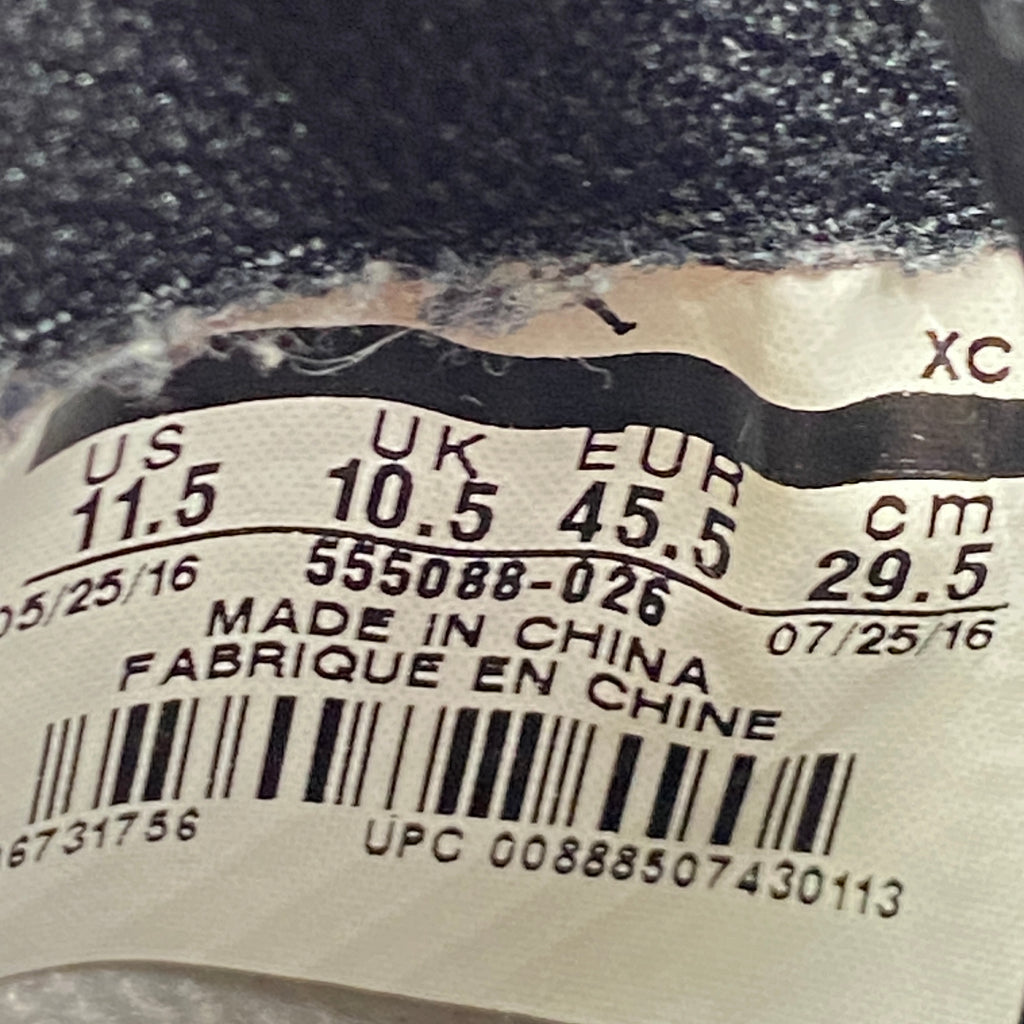 XC
US UK EUR cm
11.5 10.5 45.5 29.5
05/25/16 555088-026 07/25/16
MADE IN CHINA
FABRIQUE EN CHINE
UPC 00888507430113